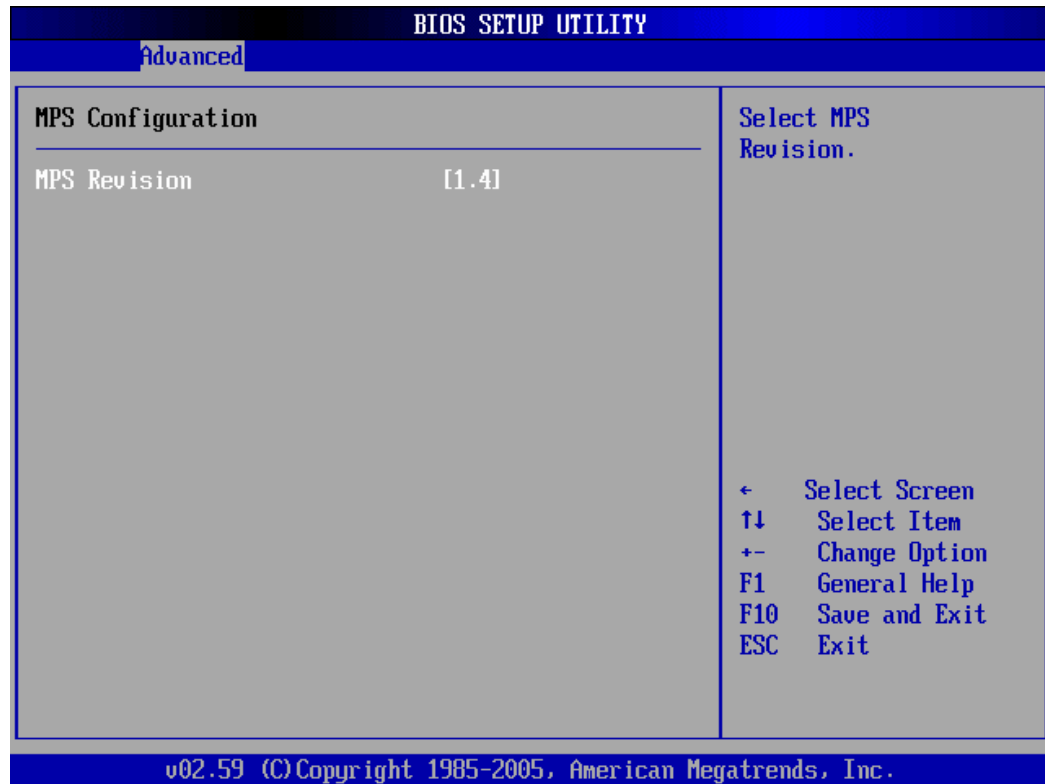 BIOS SETUP UTILITY
Advanced
MPS Configuration
MPS Revision [1.4]
Select MPS
Revision.
← Select Screen
↑↓ Select Item
+- Change Option
F1 General Help
F10 Save and Exit
ESC Exit
v02.59 (C)Copyright 1985-2005, American Megatrends, Inc.